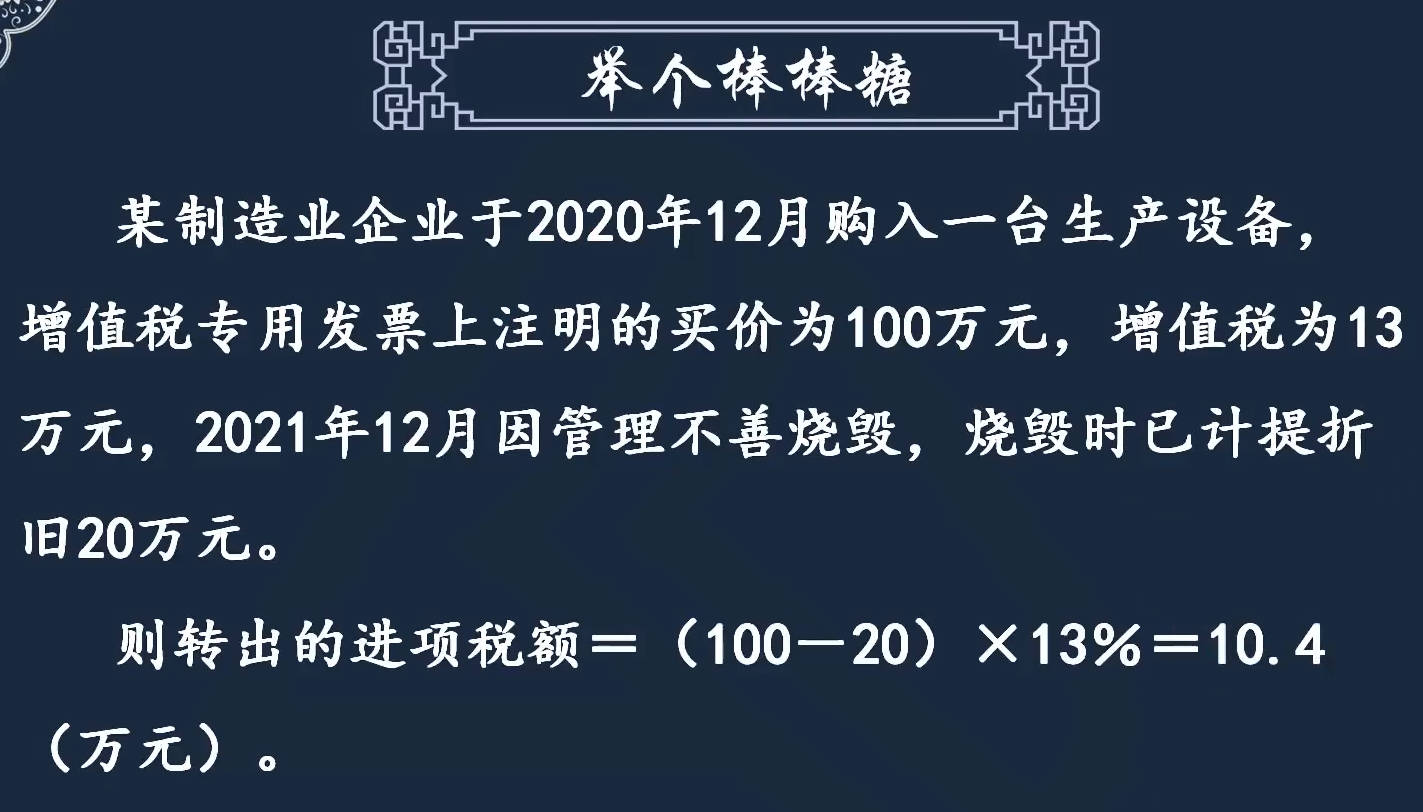 举个棒棒糖
某制造业企业于2020年12月购入一台生产设备，
增值税专用发票上注明的买价为100万元，增值税为13
万元，2021年12月因管理不善烧毁，烧毁时已计提折
旧20万元。
则转出的进项税额＝（100－20）×13%＝10.4
（万元）。